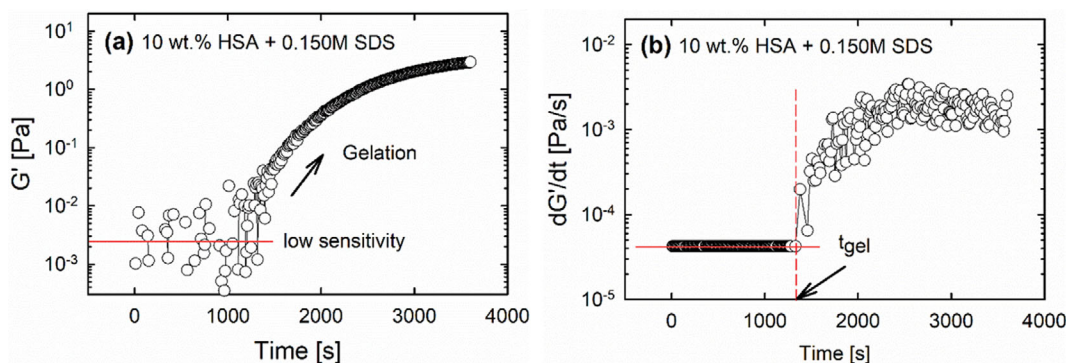 (a) 10 wt.% HSA + 0.150M SDS
G' [Pa]
10²
10¹
10⁰
10⁻¹
10⁻²
10⁻³
Gelation
low sensitivity
0 1000 2000 3000 4000
Time [s]
(b) 10 wt.% HSA + 0.150M SDS
dG'/dt [Pa/s]
10⁻²
10⁻³
10⁻⁴
10⁻⁵
tgel
0 1000 2000 3000 4000
Time [s]